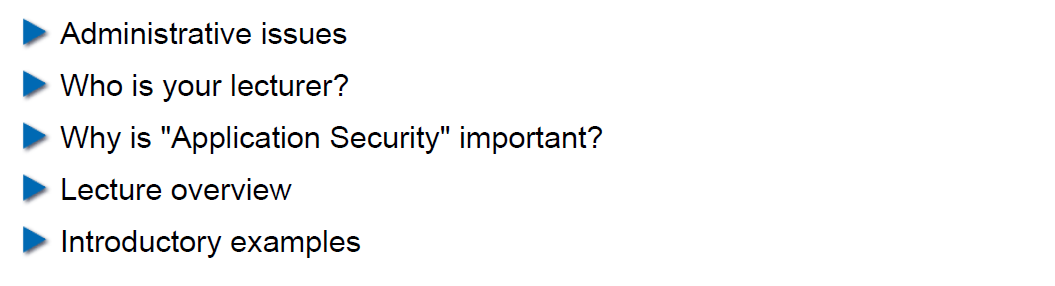 Administrative issues
Who is your lecturer?
Why is "Application Security" important?
Lecture overview
Introductory examples